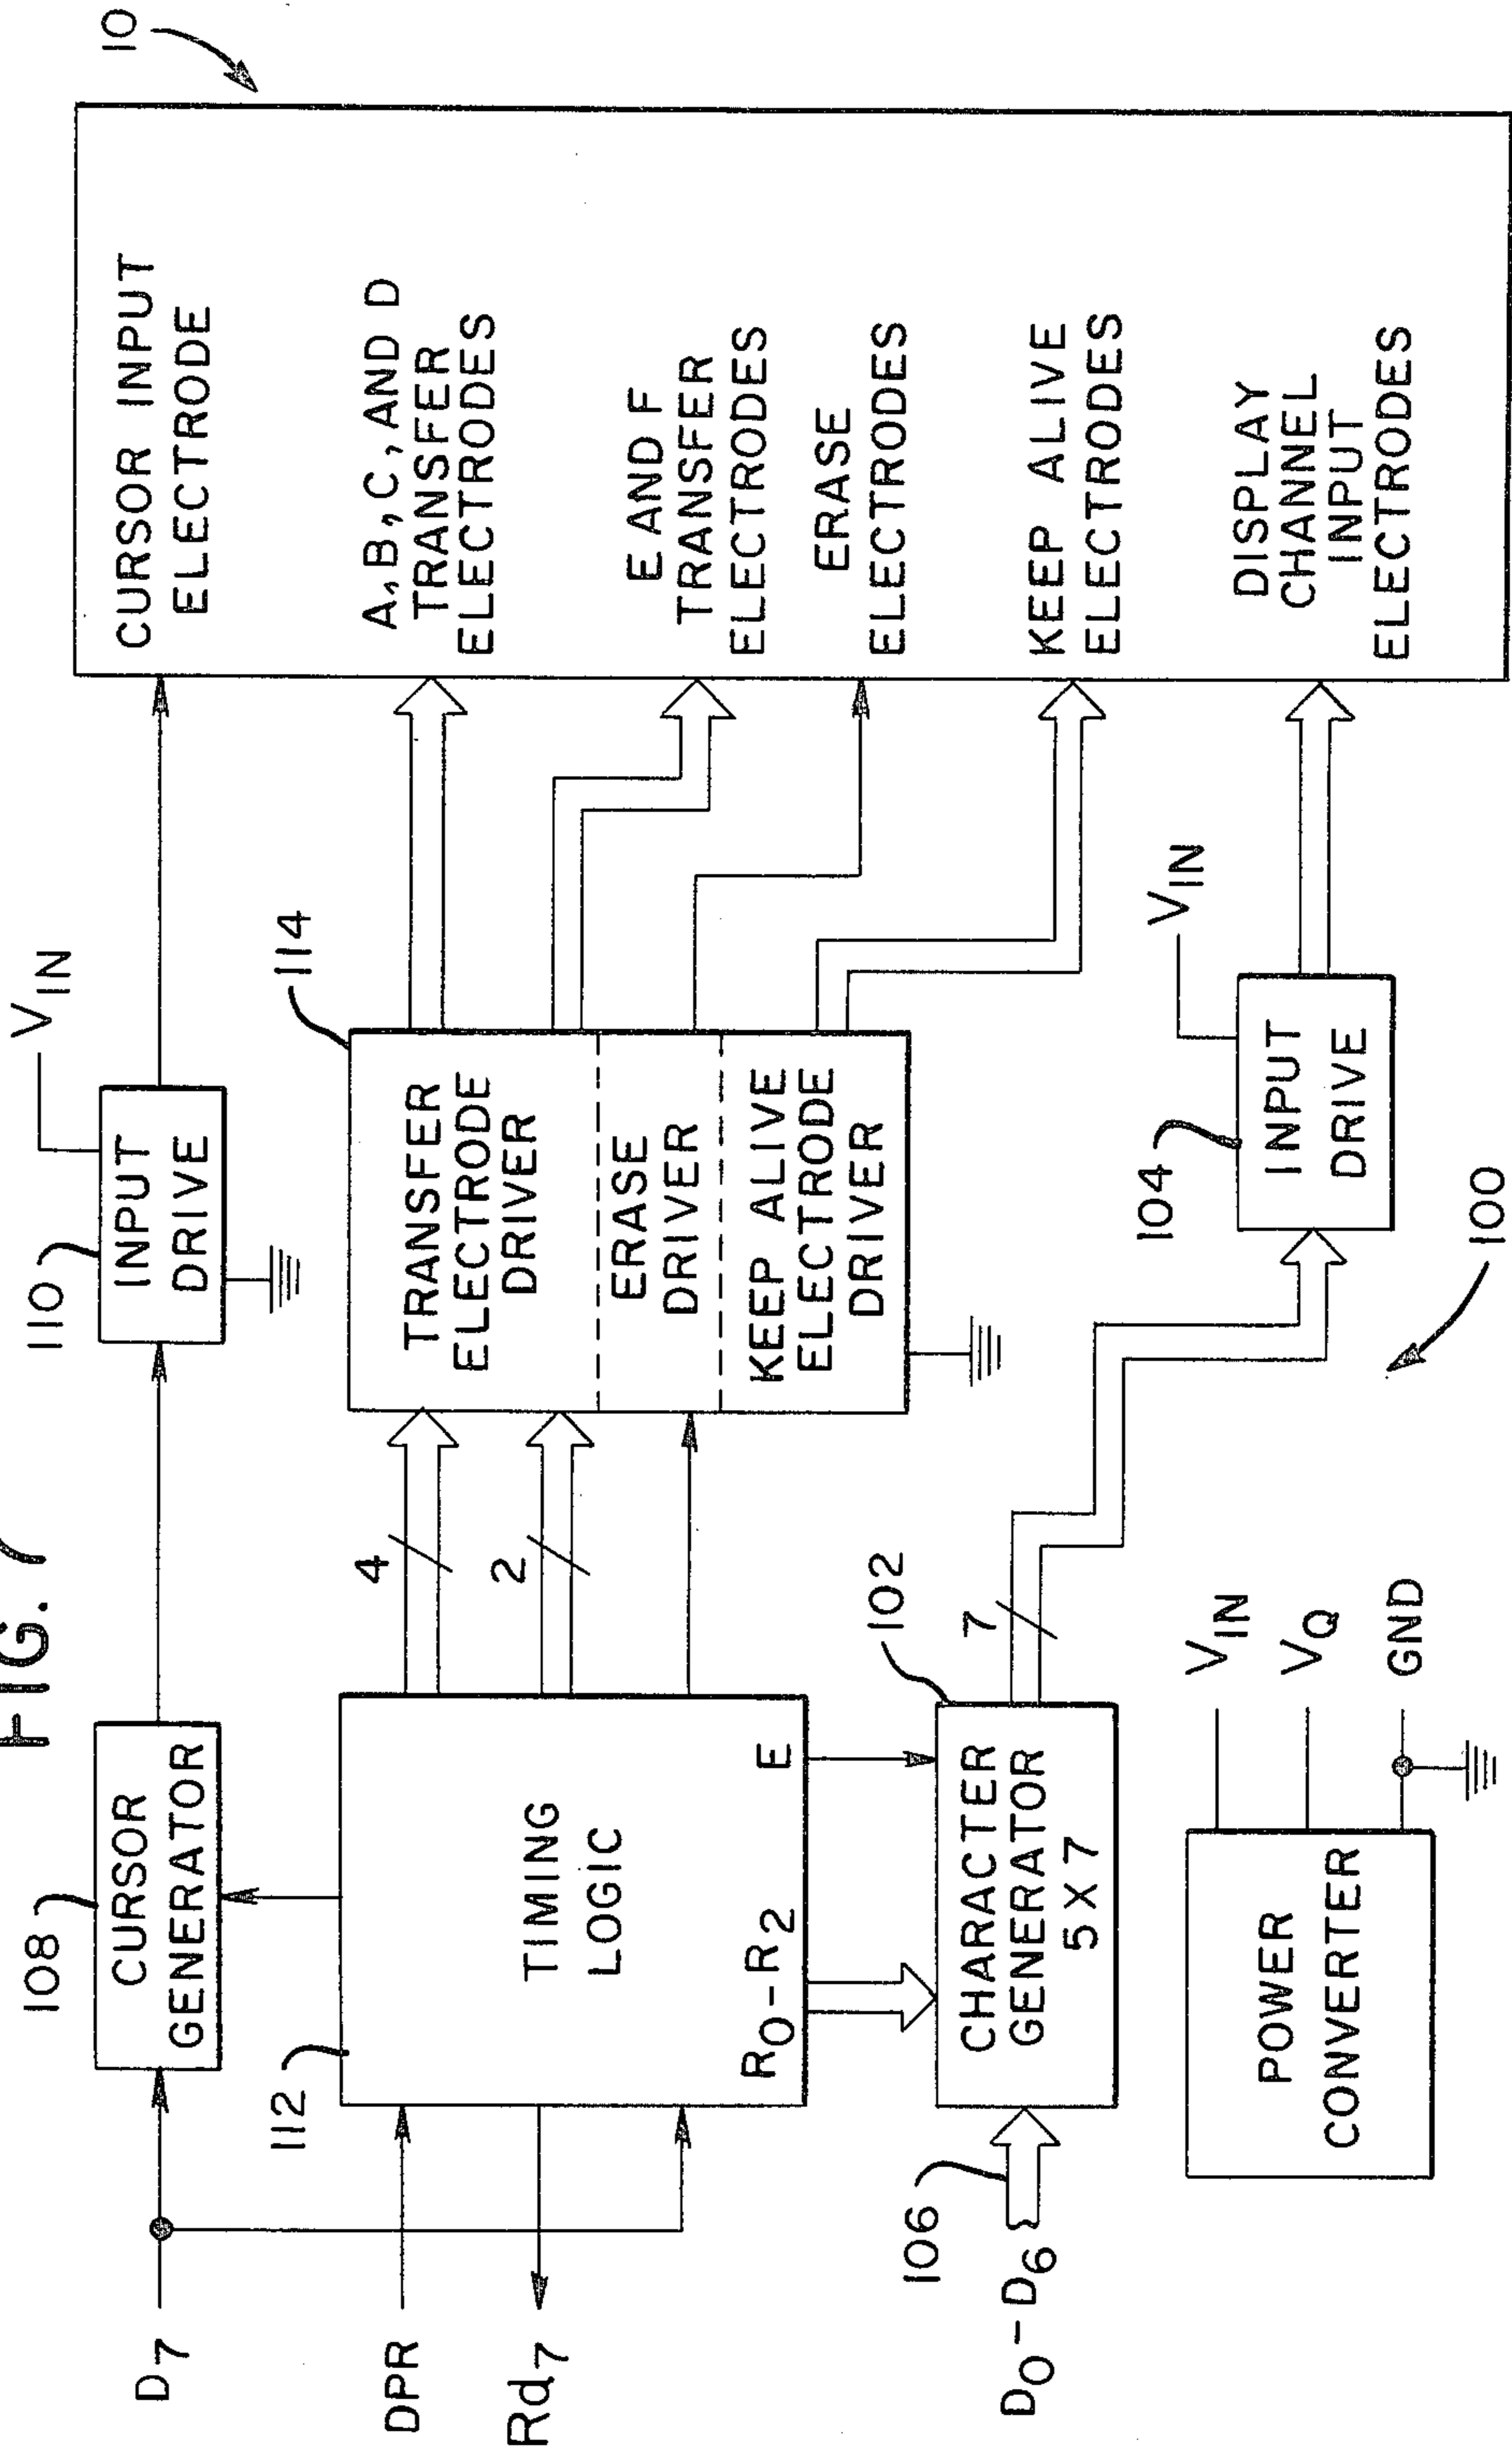 FIG. 7
D7
DPR
Rd7
D0-D6
106
108
CURSOR
GENERATOR
112
TIMING
LOGIC
R0-R2
E
102
CHARACTER
GENERATOR
5X7
POWER
CONVERTER
VIN
VQ
GND
4
2
7
110
INPUT
DRIVE
VIN
114
TRANSFER
ELECTRODE
DRIVER
ERASE
DRIVER
KEEP ALIVE
ELECTRODE
DRIVER
104
INPUT
DRIVE
VIN
100
10
CURSOR INPUT
ELECTRODE
A,B,C,AND D
TRANSFER
ELECTRODES
E AND F
TRANSFER
ELECTRODES
ERASE
ELECTRODES
KEEP ALIVE
ELECTRODES
DISPLAY
CHANNEL
INPUT
ELECTRODES